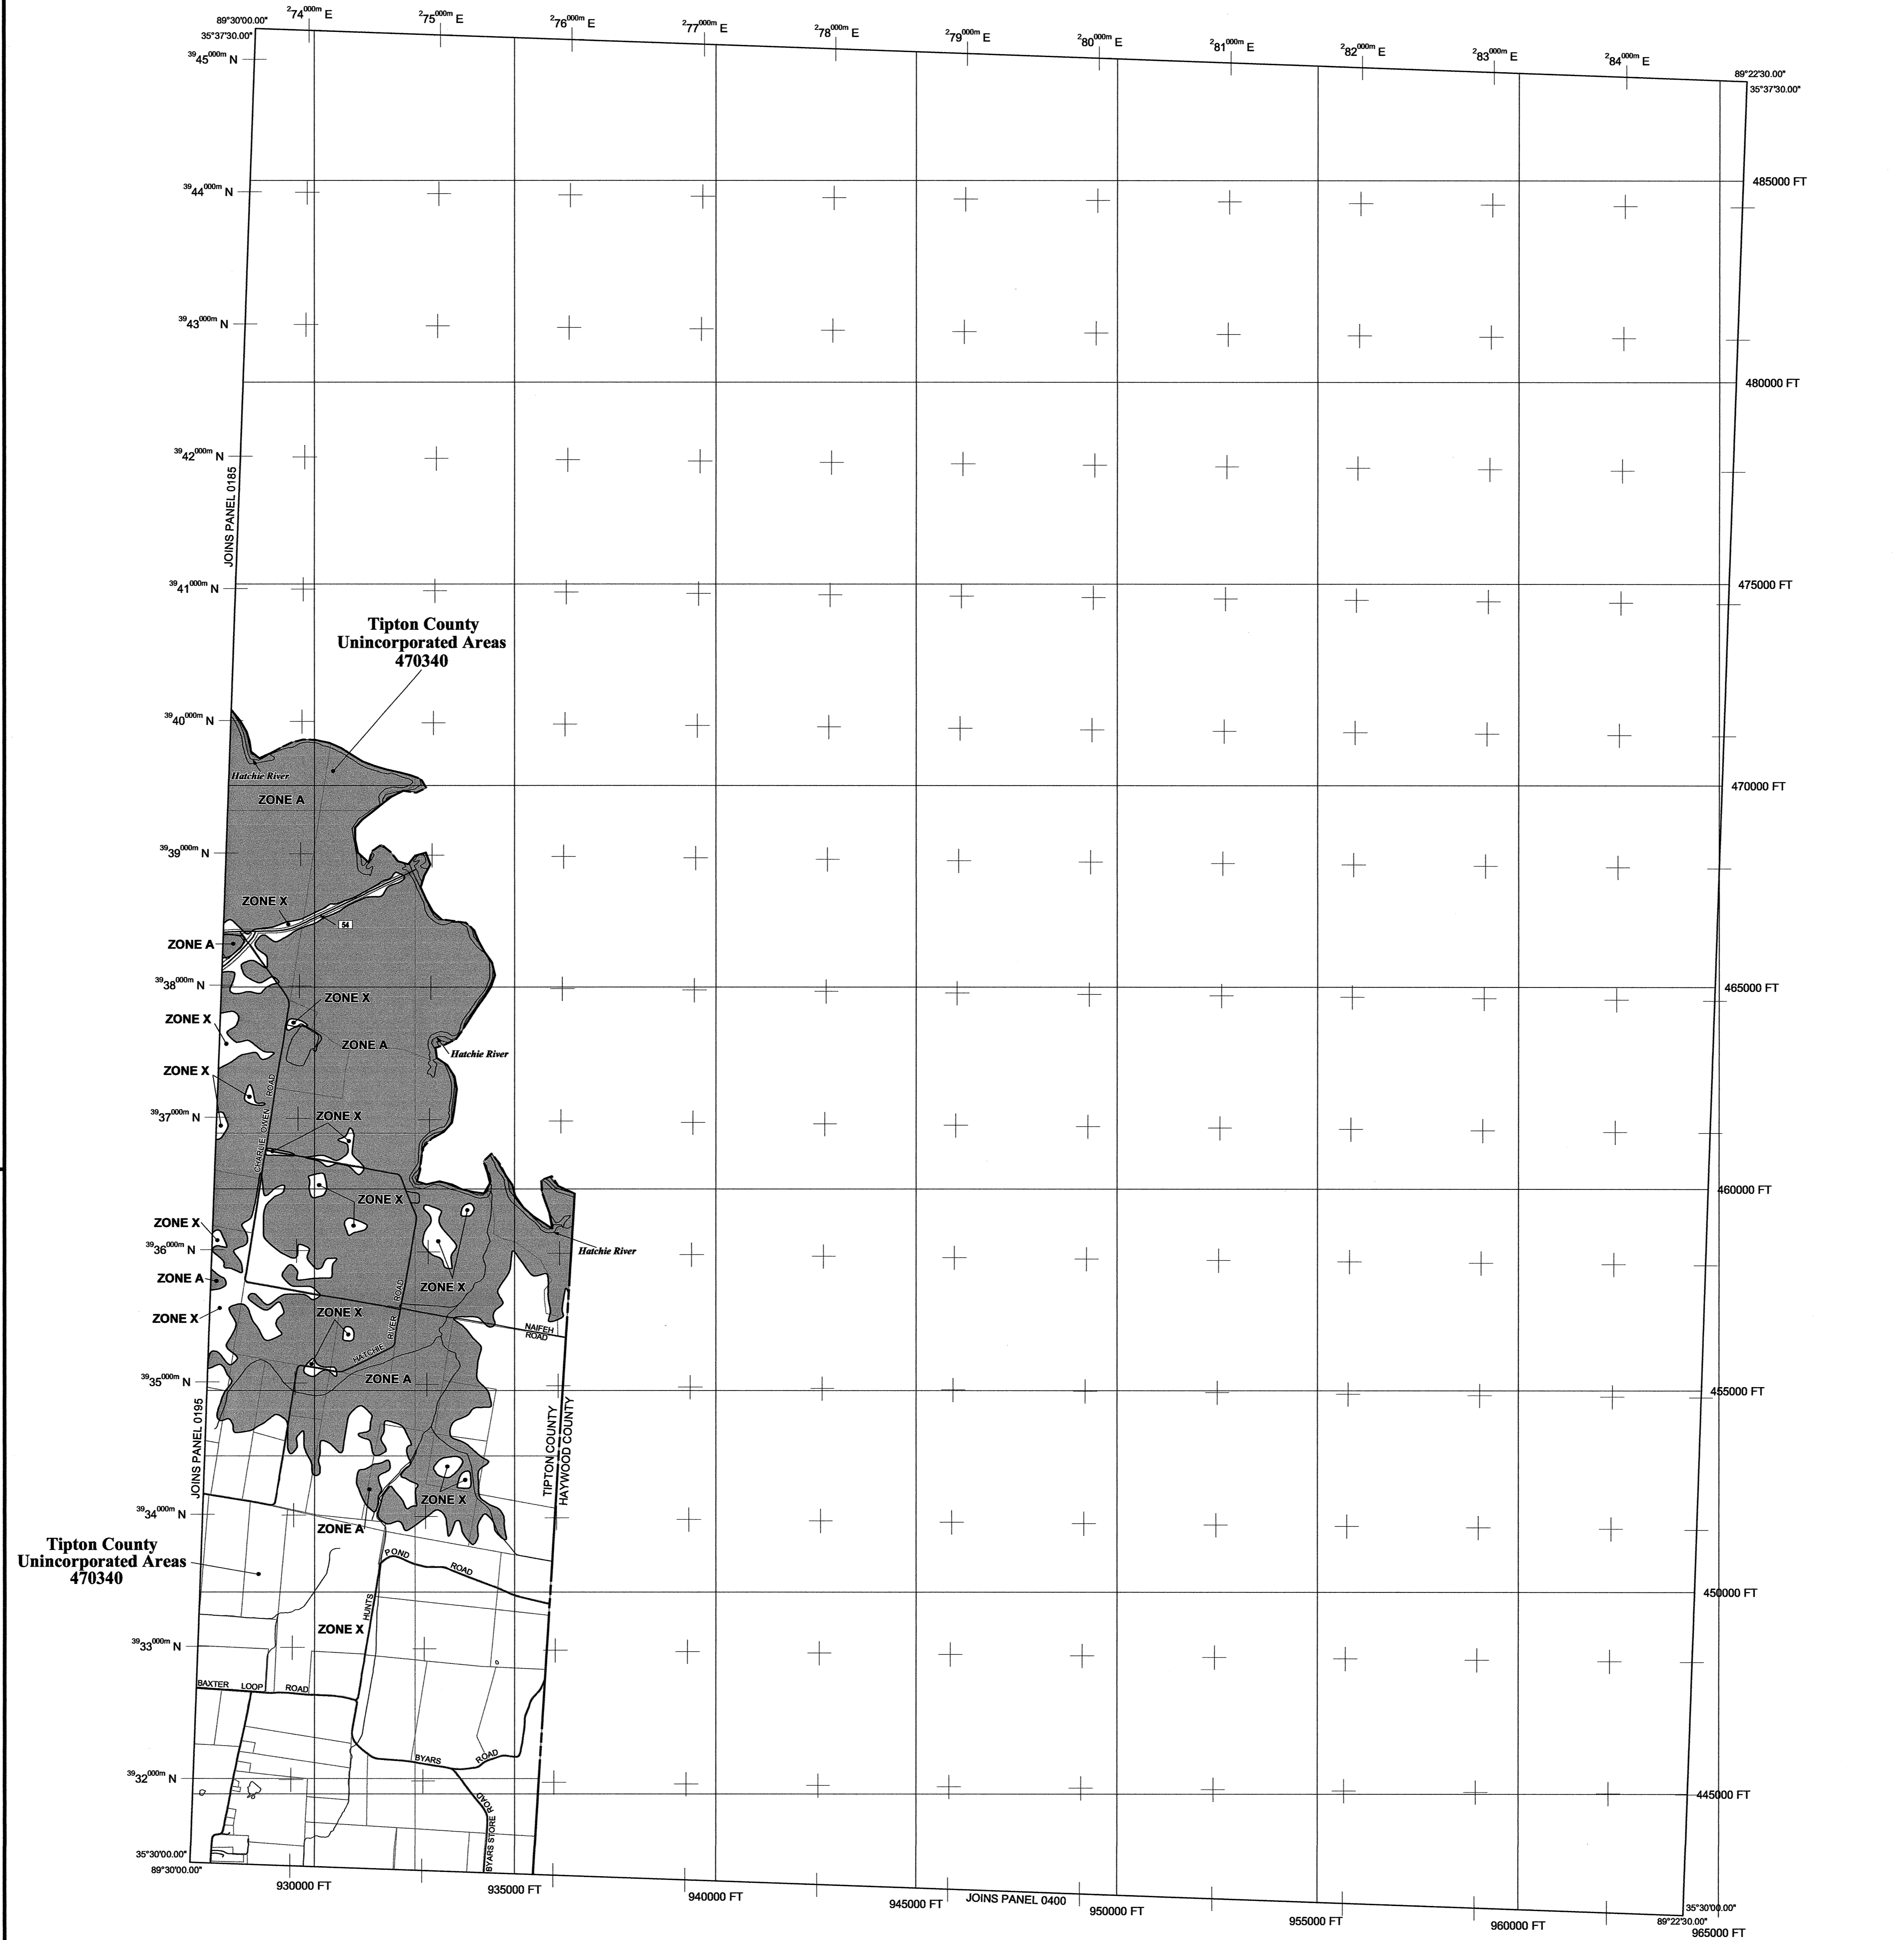 89°30'00.00"
35°37'30.00"
274000m E
275000m E
276000m E
277000m E
278000m E
279000m E
280000m E
281000m E
282000m E
283000m E
284000m E
89°22'30.00"
35°37'30.00"
3945000m N
3944000m N
485000 FT
3943000m N
480000 FT
3942000m N
JOINS PANEL 0185
3941000m N
475000 FT
Tipton County
Unincorporated Areas
470340
3940000m N
Hatchie River
470000 FT
ZONE A
3939000m N
ZONE X
54
ZONE A
3938000m N
465000 FT
ZONE X
ZONE X
ZONE A
Hatchie River
ZONE X
CHARLIE OWEN ROAD
3937000m N
ZONE X
460000 FT
ZONE X
ZONE X
3936000m N
Hatchie River
ZONE A
ZONE X
ZONE X
ZONE X
HATCHIE RIVER ROAD
NAIFEH
ROAD
3935000m N
ZONE A
455000 FT
JOINS PANEL 0195
TIPTON COUNTY
HAYWOOD COUNTY
ZONE X
3934000m N
ZONE A
Tipton County
Unincorporated Areas
470340
POND ROAD
450000 FT
HUNTS
ZONE X
3933000m N
BAXTER LOOP ROAD
BYARS ROAD
3932000m N
445000 FT
BYARS STORE ROAD
35°30'00.00"
89°30'00.00"
930000 FT
935000 FT
940000 FT
945000 FT
JOINS PANEL 0400
950000 FT
955000 FT
960000 FT
35°30'00.00"
89°22'30.00"
965000 FT